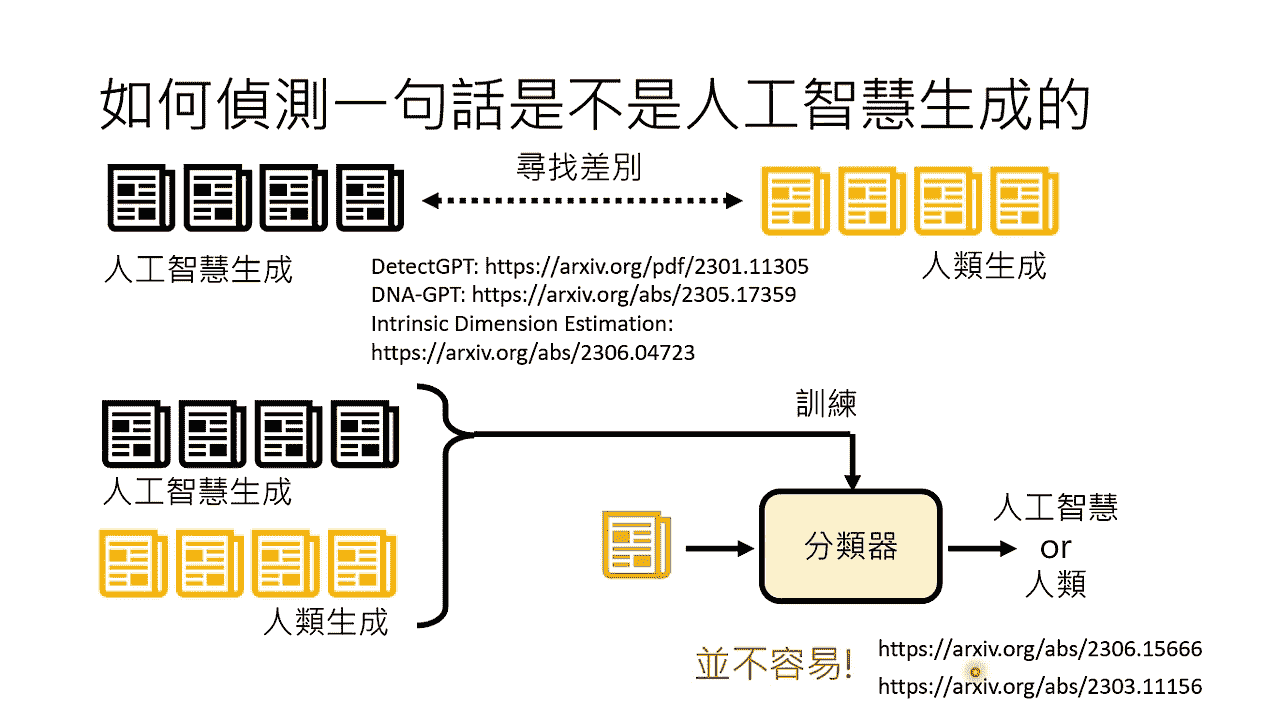 如何偵測一句話是不是人工智慧生成的
尋找差別
人工智慧生成
人類生成
DetectGPT: https://arxiv.org/pdf/2301.11305
DNA-GPT: https://arxiv.org/abs/2305.17359
Intrinsic Dimension Estimation:
https://arxiv.org/abs/2306.04723
訓練
人工智慧生成
人類生成
分類器
人工智慧
or
人類
並不容易!
https://arxiv.org/abs/2306.15666
https://arxiv.org/abs/2303.11156